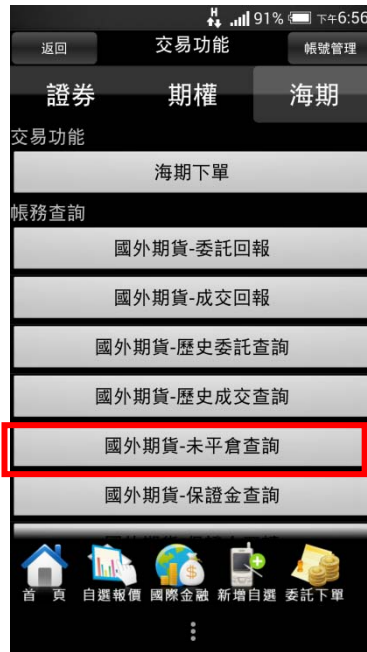 H 91% 下午6:56
返回 交易功能 帳號管理
證券 期權 海期
交易功能
海期下單
帳務查詢
國外期貨-委託回報
國外期貨-成交回報
國外期貨-歷史委託查詢
國外期貨-歷史成交查詢
國外期貨-未平倉查詢
國外期貨-保證金查詢
首 頁 自選報價 國際金融 新增自選 委託下單